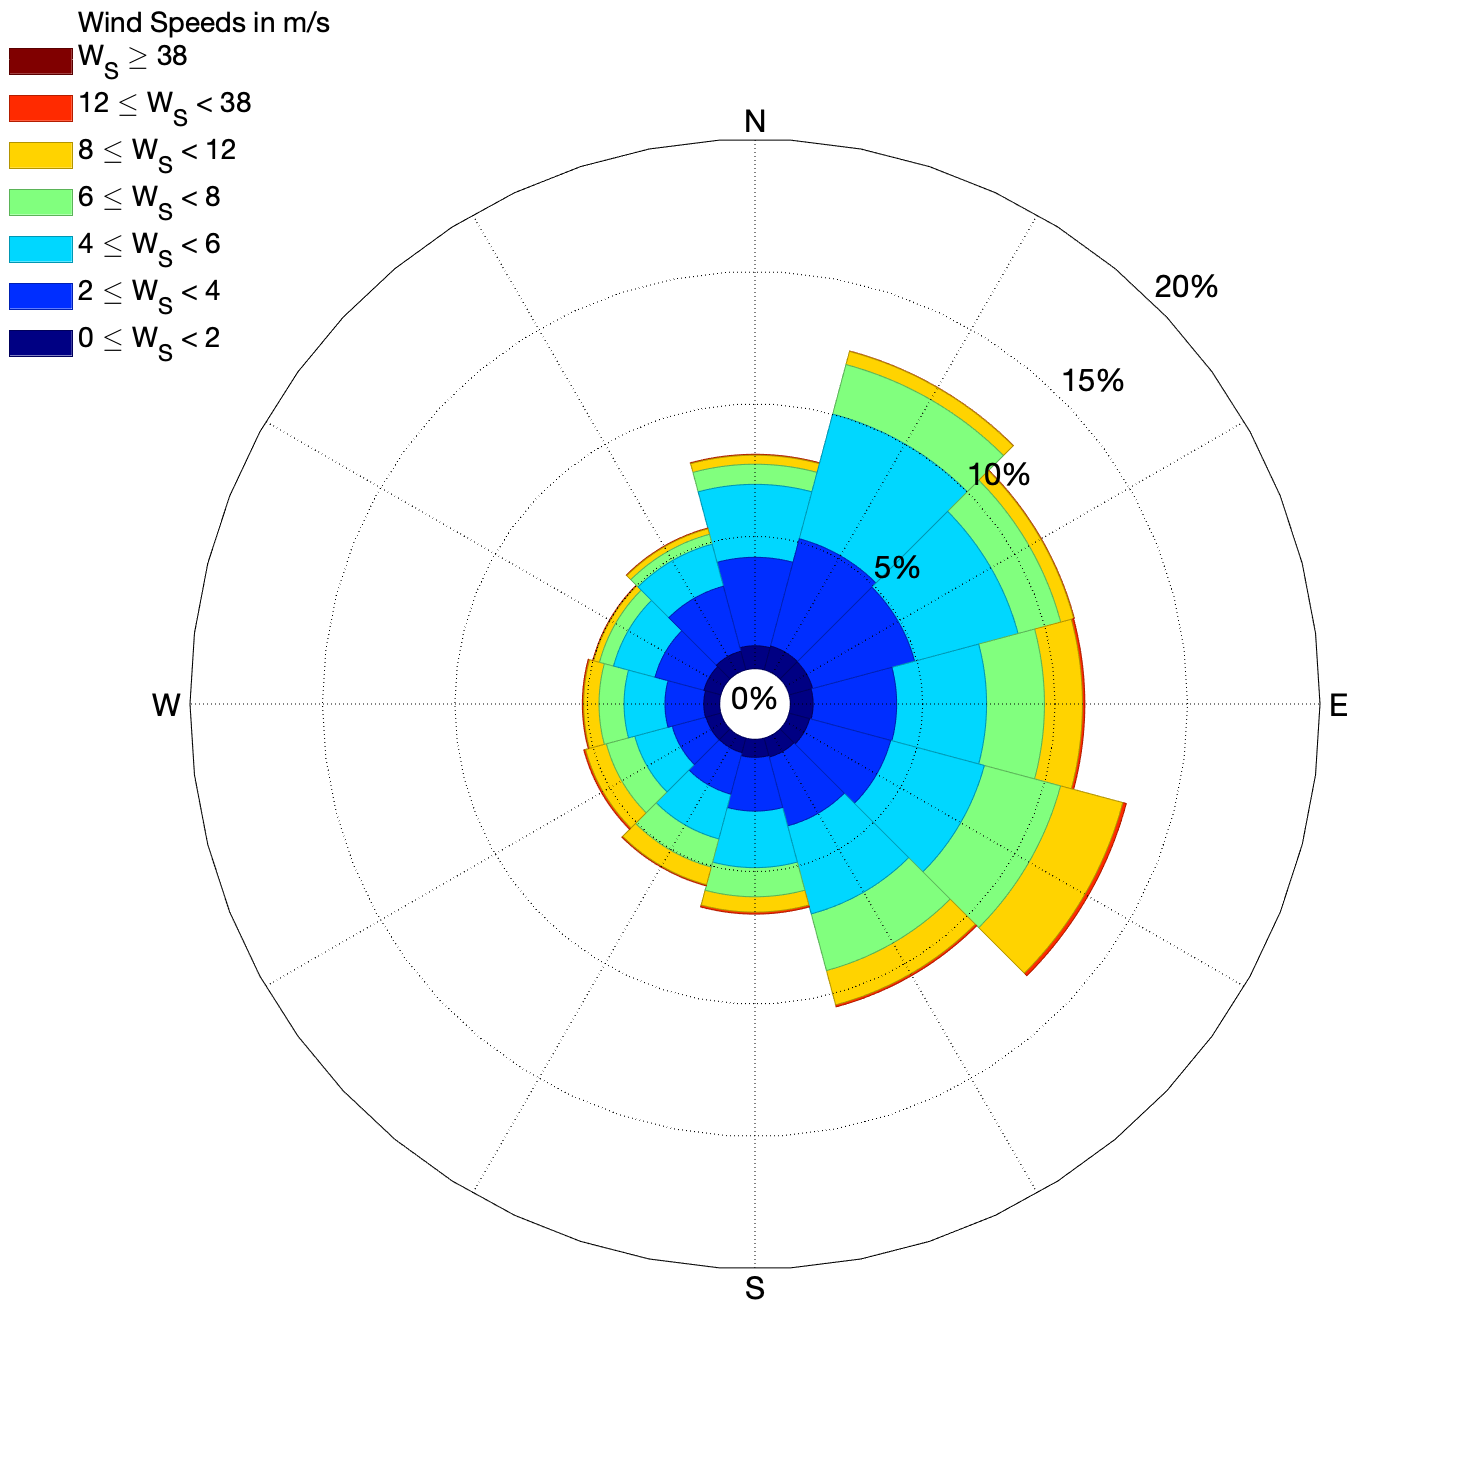 Wind Speeds in m/s
W_S ≥ 38
12 ≤ W_S < 38
8 ≤ W_S < 12
6 ≤ W_S < 8
4 ≤ W_S < 6
2 ≤ W_S < 4
0 ≤ W_S < 2
N
20%
15%
10%
5%
0%
W
E
S